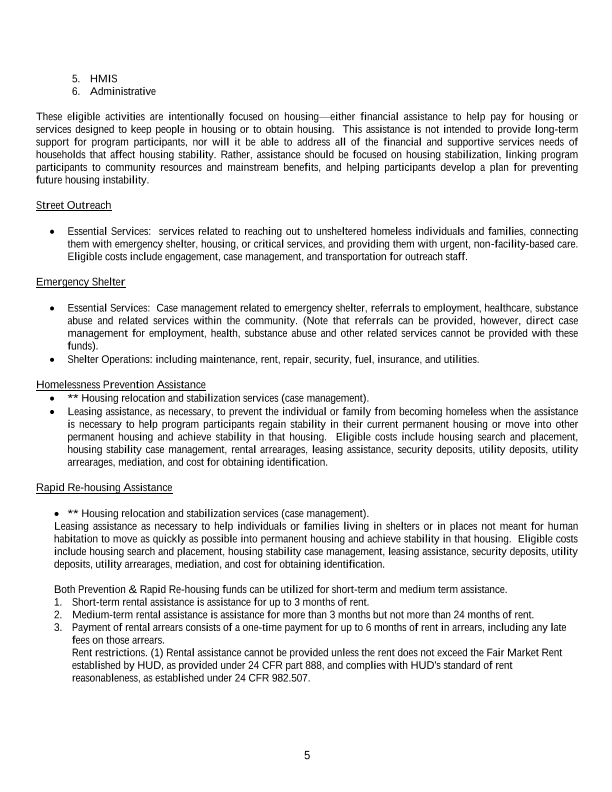 5. HMIS
6. Administrative
These eligible activities are intentionally focused on housing—either financial assistance to help pay for housing or
services designed to keep people in housing or to obtain housing. This assistance is not intended to provide long-term
support for program participants, nor will it be able to address all of the financial and supportive services needs of
households that affect housing stability. Rather, assistance should be focused on housing stabilization, linking program
participants to community resources and mainstream benefits, and helping participants develop a plan for preventing
future housing instability.
Street Outreach
• Essential Services: services related to reaching out to unsheltered homeless individuals and families, connecting
them with emergency shelter, housing, or critical services, and providing them with urgent, non-facility-based care.
Eligible costs include engagement, case management, and transportation for outreach staff.
Emergency Shelter
• Essential Services: Case management related to emergency shelter, referrals to employment, healthcare, substance
abuse and related services within the community. (Note that referrals can be provided, however, direct case
management for employment, health, substance abuse and other related services cannot be provided with these
funds).
• Shelter Operations: including maintenance, rent, repair, security, fuel, insurance, and utilities.
Homelessness Prevention Assistance
• ** Housing relocation and stabilization services (case management).
• Leasing assistance, as necessary, to prevent the individual or family from becoming homeless when the assistance
is necessary to help program participants regain stability in their current permanent housing or move into other
permanent housing and achieve stability in that housing. Eligible costs include housing search and placement,
housing stability case management, rental arrearages, leasing assistance, security deposits, utility deposits, utility
arrearages, mediation, and cost for obtaining identification.
Rapid Re-housing Assistance
• ** Housing relocation and stabilization services (case management).
Leasing assistance as necessary to help individuals or families living in shelters or in places not meant for human
habitation to move as quickly as possible into permanent housing and achieve stability in that housing. Eligible costs
include housing search and placement, housing stability case management, leasing assistance, security deposits, utility
deposits, utility arrearages, mediation, and cost for obtaining identification.
Both Prevention & Rapid Re-housing funds can be utilized for short-term and medium term assistance.
1. Short-term rental assistance is assistance for up to 3 months of rent.
2. Medium-term rental assistance is assistance for more than 3 months but not more than 24 months of rent.
3. Payment of rental arrears consists of a one-time payment for up to 6 months of rent in arrears, including any late
fees on those arrears.
Rent restrictions. (1) Rental assistance cannot be provided unless the rent does not exceed the Fair Market Rent
established by HUD, as provided under 24 CFR part 888, and complies with HUD's standard of rent
reasonableness, as established under 24 CFR 982.507.
5